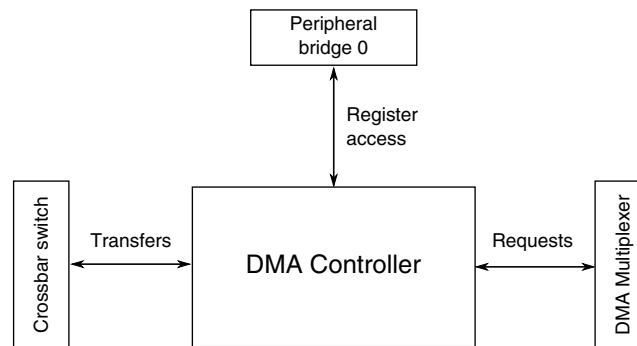 Peripheral
bridge 0
Register
access
Crossbar switch
Transfers
DMA Controller
Requests
DMA Multiplexer